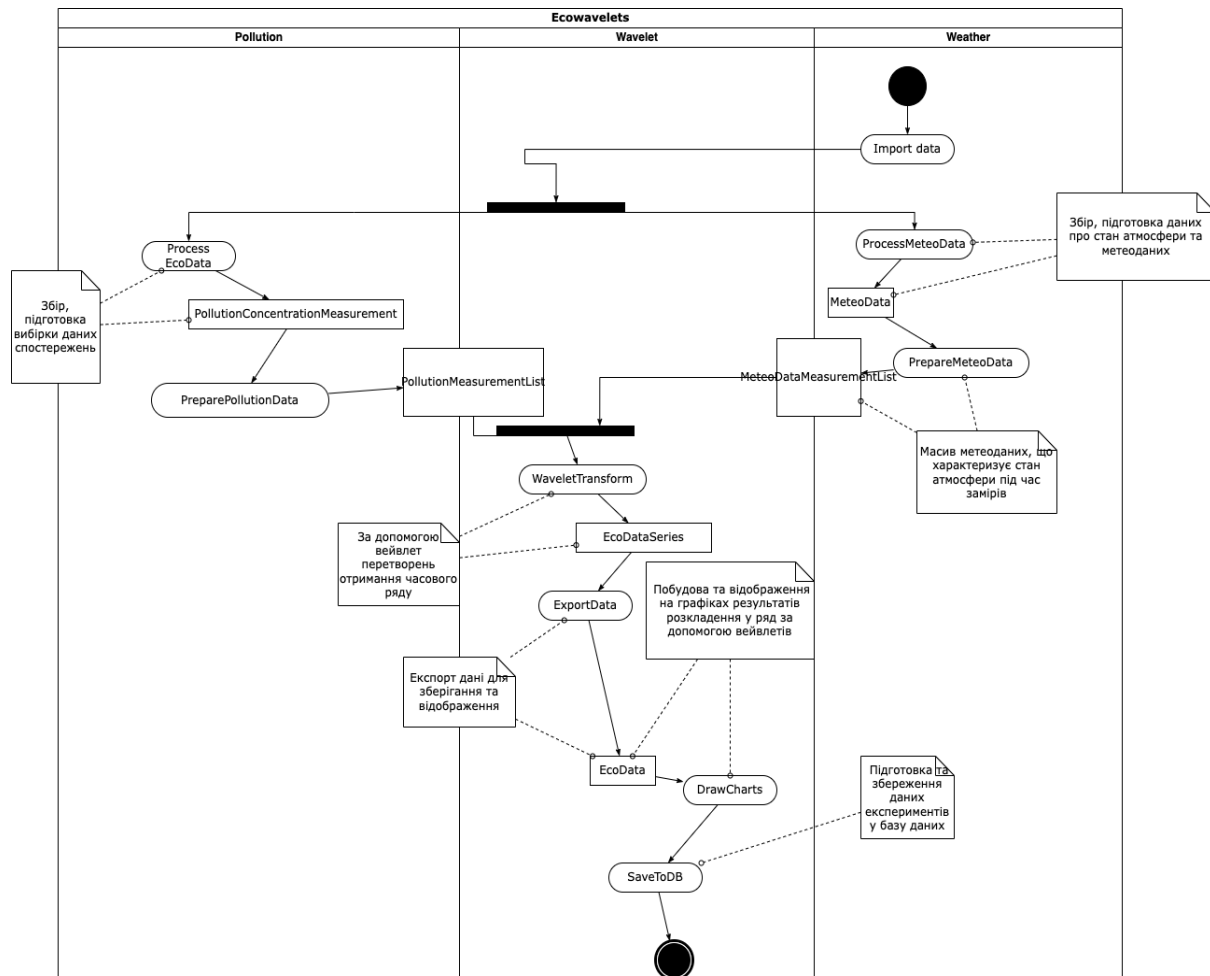 Ecowavelets
Pollution
Wavelet
Weather
Import data
Збір, підготовка даних
про стан атмосфери та
метеоданих
Process
EcoData
ProcessMeteoData
Збір,
підготовка
вибірки даних
спостережень
PollutionConcentrationMeasurement
MeteoData
PreparePollutionData
PollutionMeasurementList
MeteoDataMeasurementList
PrepareMeteoData
Масив метеоданих, що
характеризує стан
атмосфери під час
замірів
WaveletTransform
За допомогою
вейвлет
перетворень
отримання часового
ряду
EcoDataSeries
ExportData
Побудова та відображення
на графіках результатів
розкладення у ряд за
допомогою вейвлетів
Експорт дані для
зберігання та
відображення
EcoData
DrawCharts
Підготовка та
збереження
даних
експериментів
у базу даних
SaveToDB